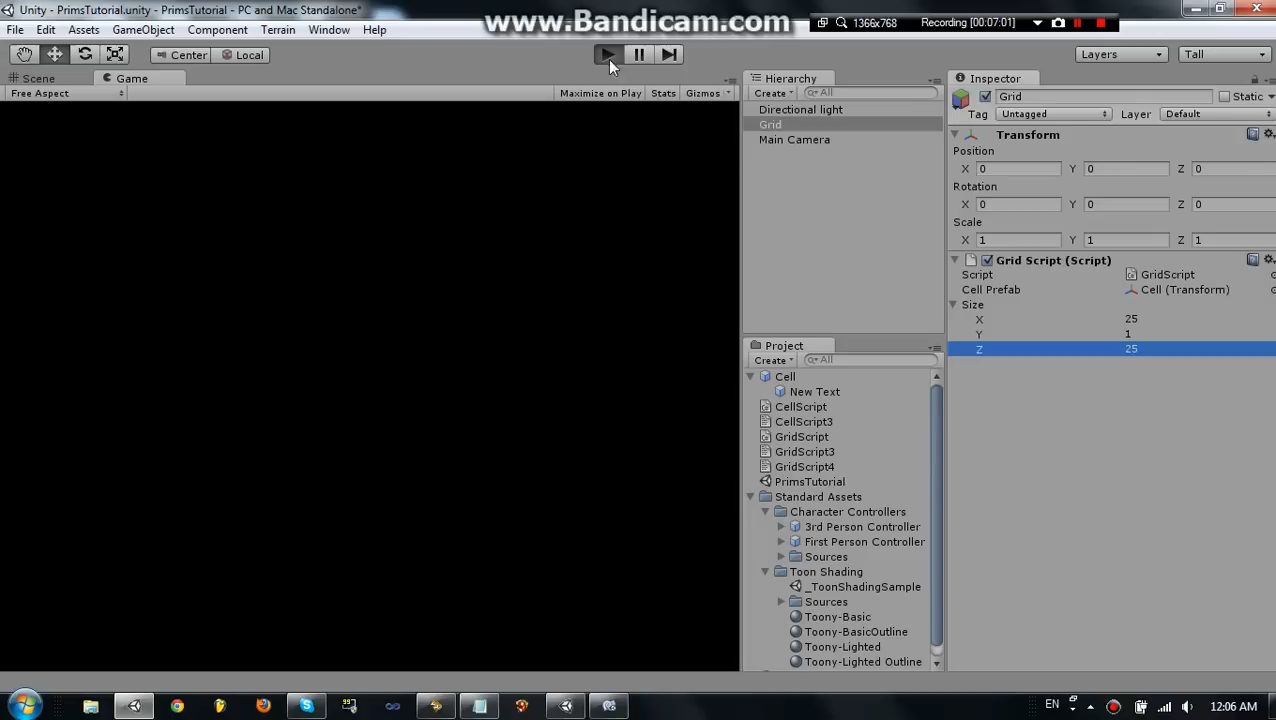 Unity - PrimsTutorial.unity - PrimsTutorial - PC and Mac Standalone*
www.Bandicam.com
1366x768
Recording [00:07:01]
File Edit Assets GameObject Component Terrain Window Help
Center Local
Layers
Tall
Scene
Game
Free Aspect
Maximize on Play Stats Gizmos
Hierarchy
Create All
Directional light
Grid
Main Camera
Project
Create All
Cell
New Text
CellScript
CellScript3
GridScript
GridScript3
GridScript4
PrimsTutorial
Standard Assets
Character Controllers
3rd Person Controller
First Person Controller
Sources
Toon Shading
_ToonShadingSample
Sources
Toony-Basic
Toony-BasicOutline
Toony-Lighted
Toony-Lighted Outline
Inspector
Grid Static
Tag Untagged Layer Default
Transform
Position
X 0 Y 0 Z 0
Rotation
X 0 Y 0 Z 0
Scale
X 1 Y 1 Z 1
Grid Script (Script)
Script GridScript
Cell Prefab Cell (Transform)
Size
X 25
Y 1
Z 25
EN 12:06 AM